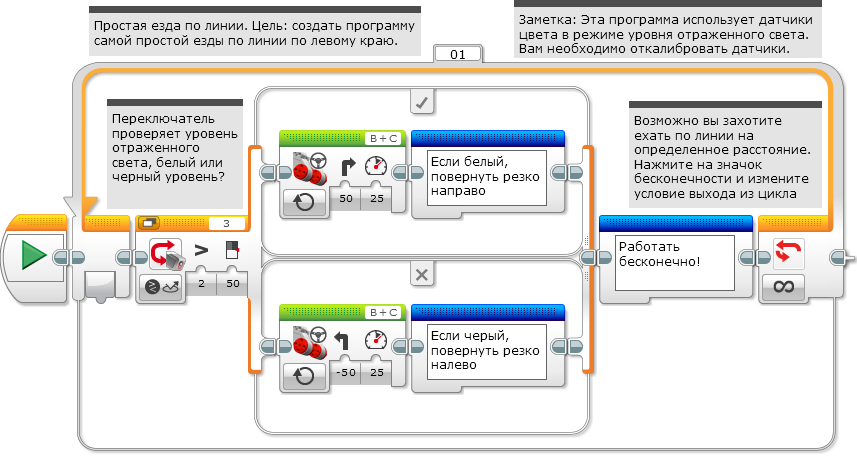 Простая езда по линии. Цель: создать программу
самой простой езды по линии по левому краю.
Заметка: Эта программа использует датчики
цвета в режиме уровня отраженного света.
Вам необходимо откалибровать датчики.
01
Переключатель
проверяет уровень
отраженного
света, белый или
черный уровень?
Возможно вы захотите
ехать по линии на
определенное расстояние.
Нажмите на значок
бесконечности и измените
условие выхода из цикла
B+C
Если белый,
повернуть резко
направо
50 25
3
>
2 50
Работать
бесконечно!
∞
B+C
Если черый,
повернуть резко
налево
-50 25